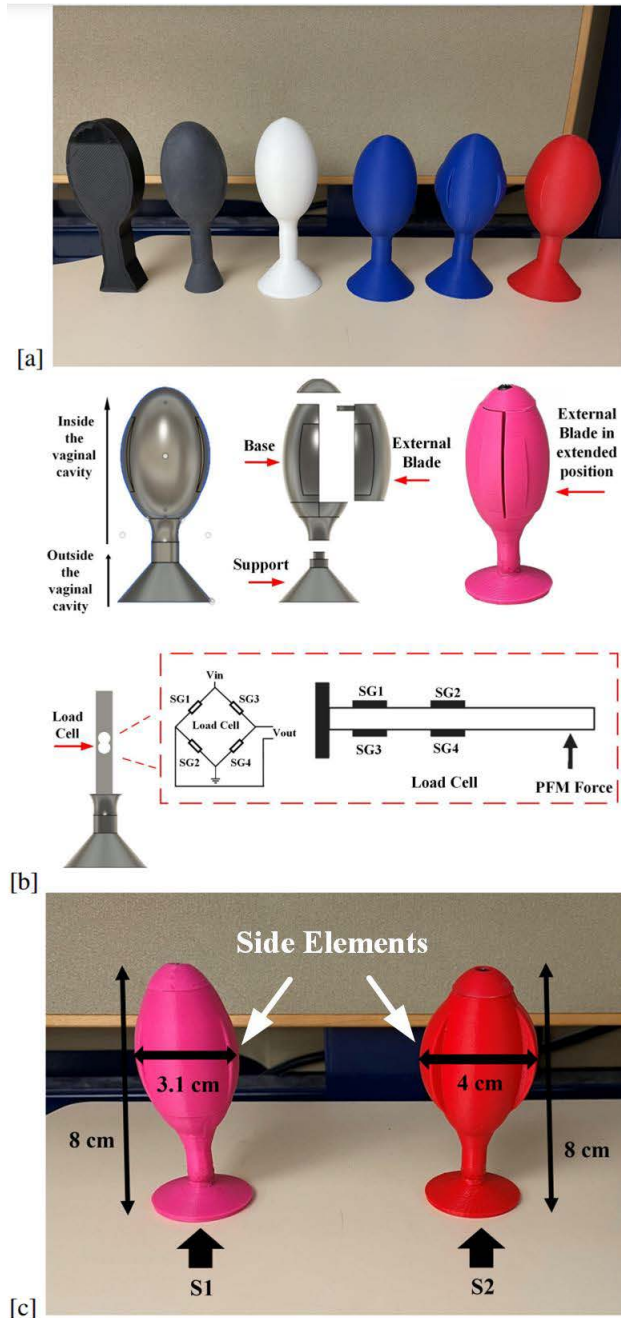 [a]
Inside
the
vaginal
cavity
Outside
the
vaginal
cavity
Base
External
Blade
Support
External
Blade in
extended
position
Load
Cell
Vin
SG1
SG3
Load Cell
Vout
SG2
SG4
SG1
SG2
SG3
SG4
Load Cell
PFM Force
[b]
Side Elements
3.1 cm
4 cm
8 cm
8 cm
S1
S2
[c]